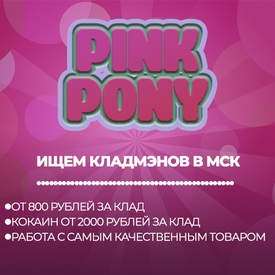 PINK
PONY
ИЩЕМ КЛАДМЭНОВ В МСК
ОТ 800 РУБЛЕЙ ЗА КЛАД
КОКАИН ОТ 2000 РУБЛЕЙ ЗА КЛАД
РАБОТА С САМЫМ КАЧЕСТВЕННЫМ ТОВАРОМ